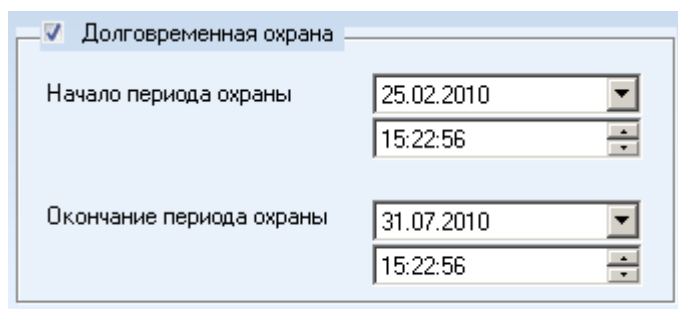 Долговременная охрана
Начало периода охраны 25.02.2010
15:22:56
Окончание периода охраны 31.07.2010
15:22:56